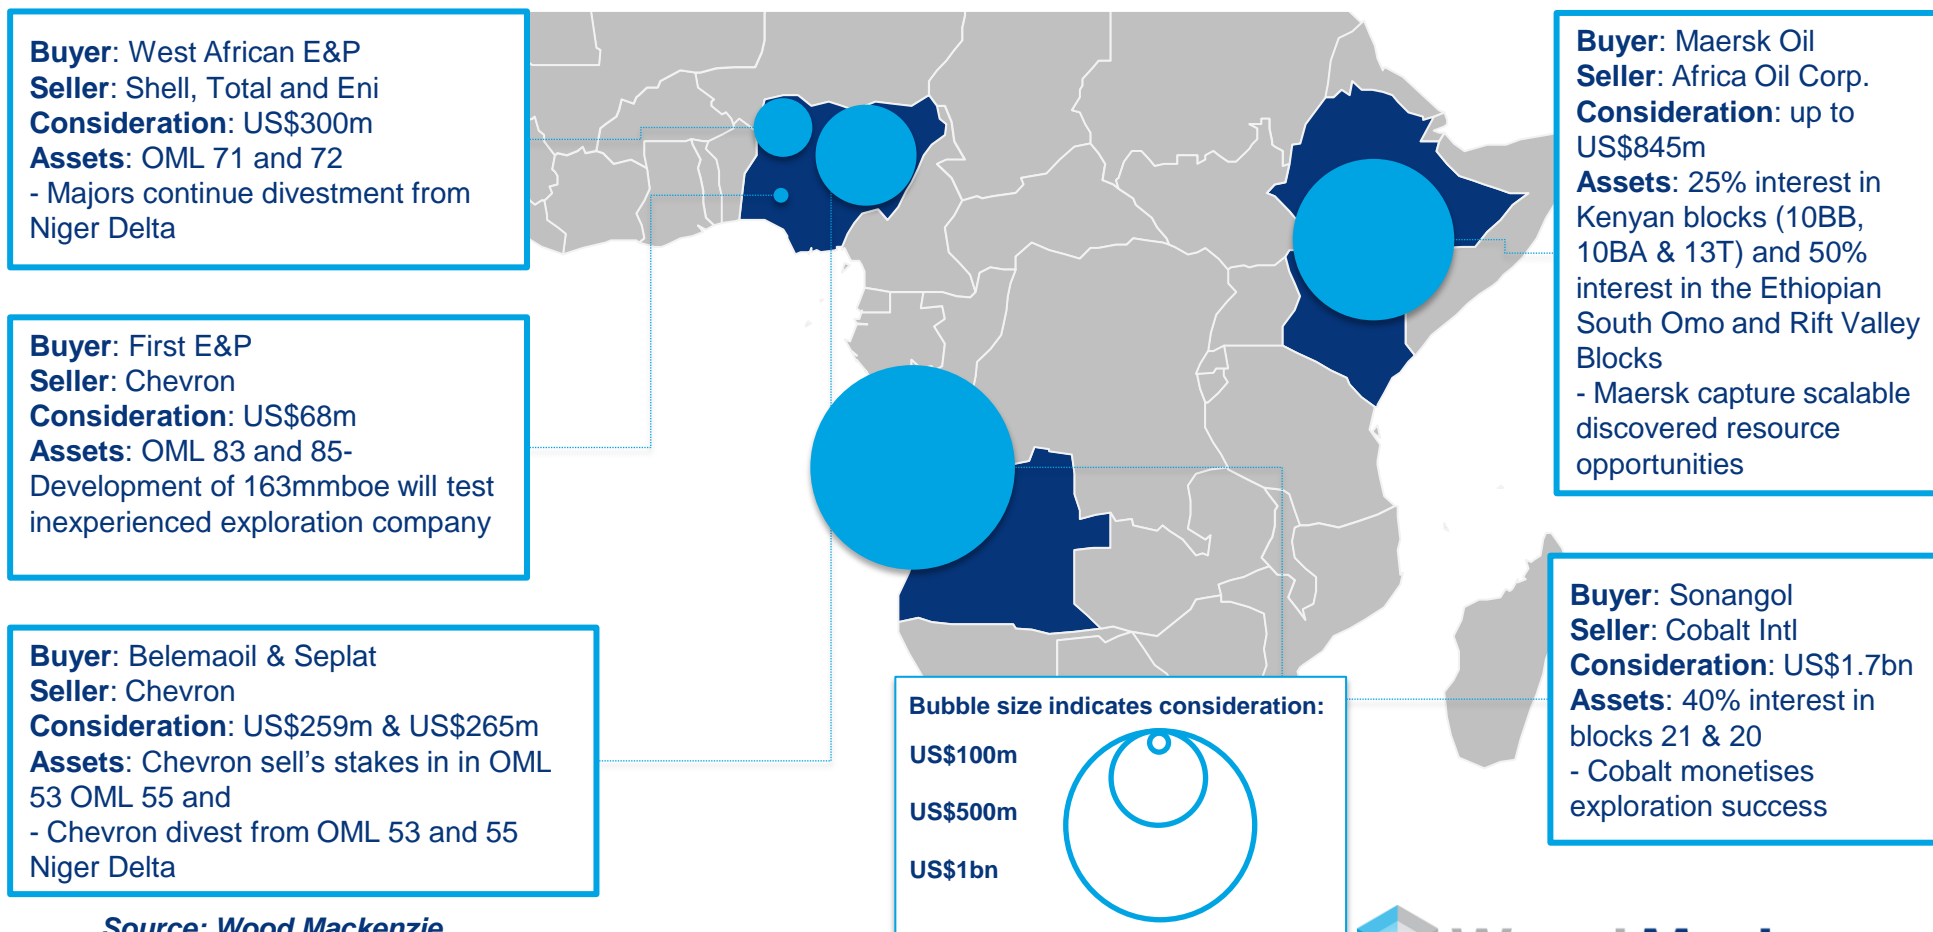 Buyer: West African E&P
Seller: Shell, Total and Eni
Consideration: US$300m
Assets: OML 71 and 72
- Majors continue divestment from
Niger Delta
Buyer: First E&P
Seller: Chevron
Consideration: US$68m
Assets: OML 83 and 85-
Development of 163mmboe will test
inexperienced exploration company
Buyer: Belemaoil & Seplat
Seller: Chevron
Consideration: US$259m & US$265m
Assets: Chevron sell's stakes in in OML
53 OML 55 and
- Chevron divest from OML 53 and 55
Niger Delta
Source: Wood Mackenzie
Bubble size indicates consideration:
US$100m
US$500m
US$1bn
Buyer: Maersk Oil
Seller: Africa Oil Corp.
Consideration: up to
US$845m
Assets: 25% interest in
Kenyan blocks (10BB,
10BA & 13T) and 50%
interest in the Ethiopian
South Omo and Rift Valley
Blocks
- Maersk capture scalable
discovered resource
opportunities
Buyer: Sonangol
Seller: Cobalt Intl
Consideration: US$1.7bn
Assets: 40% interest in
blocks 21 & 20
- Cobalt monetises
exploration success